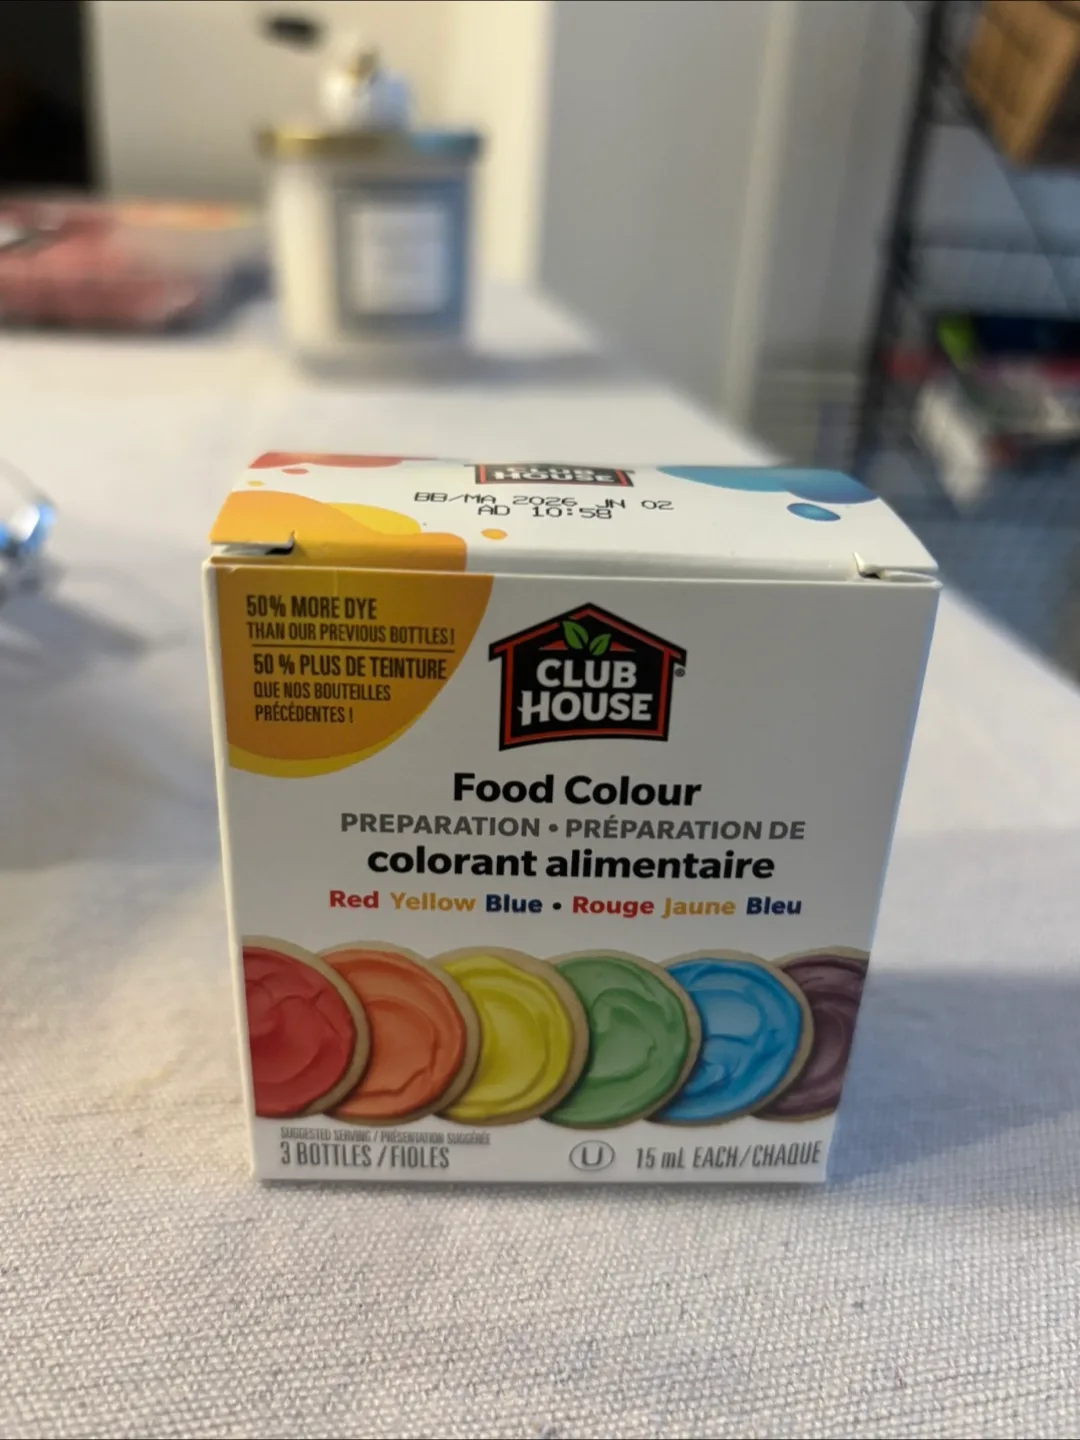 CLUB
HOUSE
BB/MA 2026 JN 02
AD 10:58
50% MORE DYE
THAN OUR PREVIOUS BOTTLES!
50 % PLUS DE TEINTURE
QUE NOS BOUTEILLES
PRÉCÉDENTES !
CLUB
HOUSE®
Food Colour
PREPARATION • PRÉPARATION DE
colorant alimentaire
Red Yellow Blue • Rouge Jaune Bleu
SUGGESTED SERVING / PRÉSENTATION SUGGÉRÉE
3 BOTTLES / FIOLES
U
15 mL EACH/CHAQUE